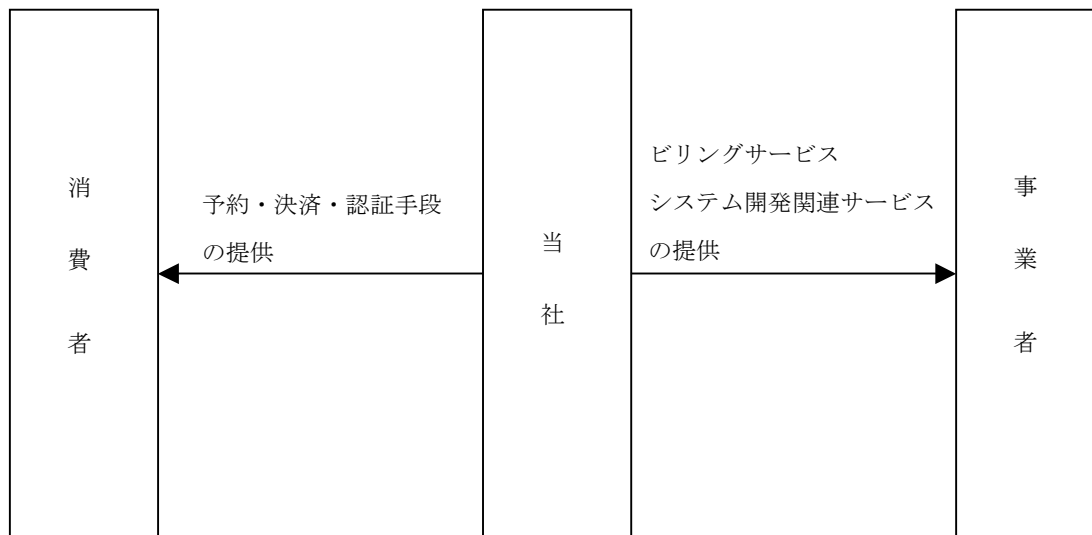 消費者
予約・決済・認証手段
の提供
当社
ビリングサービス
システム開発関連サービス
の提供
事業者